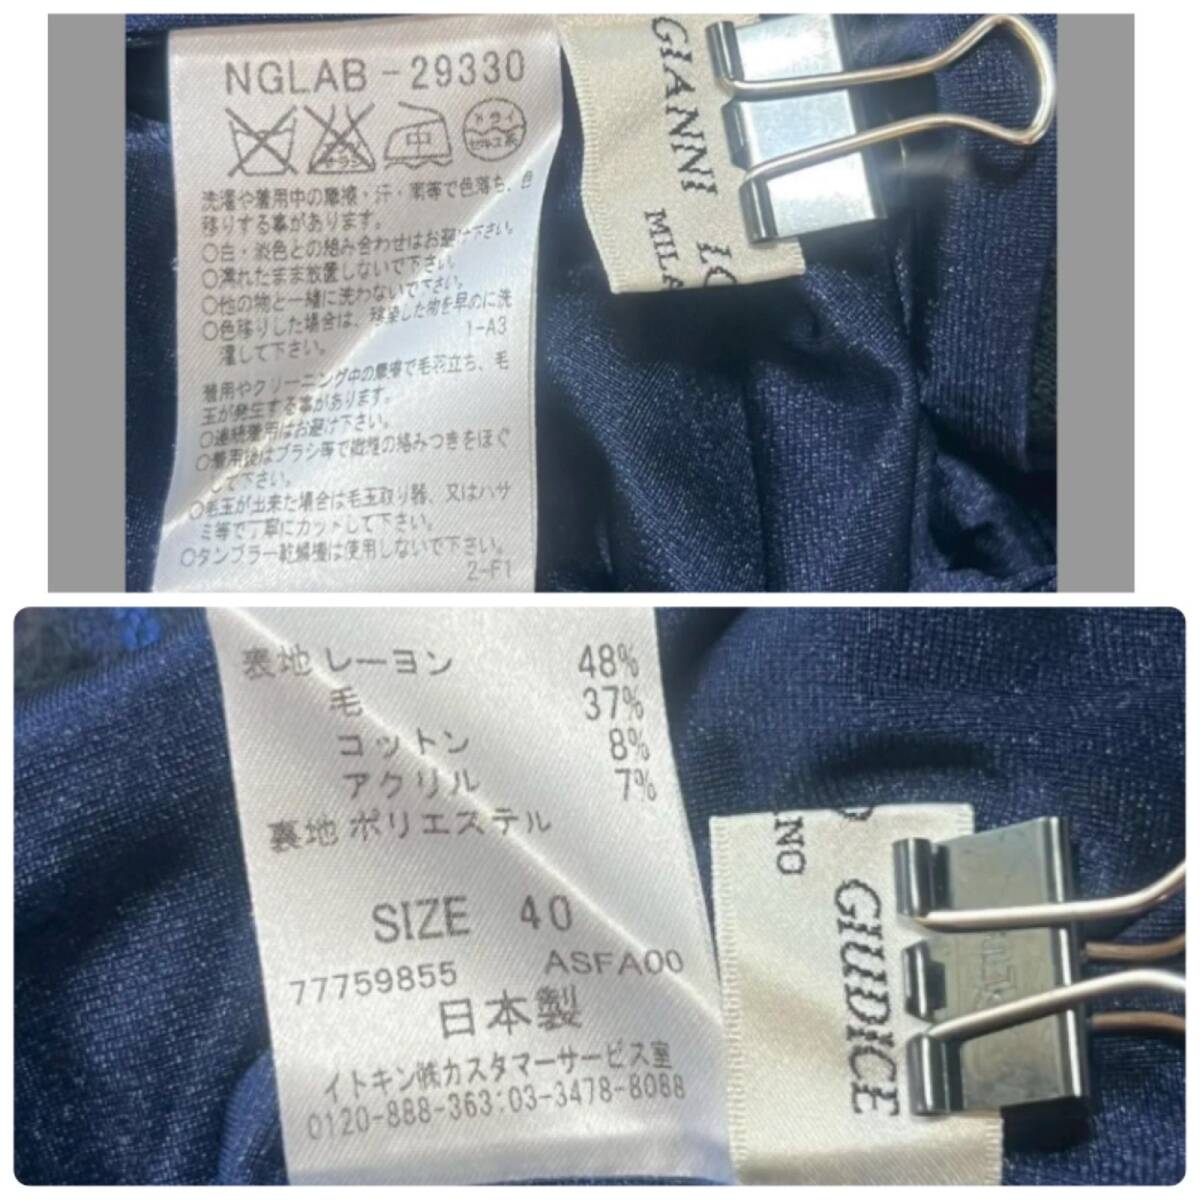 NGLAB-29330
サラシ
中
ドライ
セキユ系
洗濯や着用中の摩擦・汗・雨等で色落ち、色
移りする事があります。
○白・淡色との組み合わせはお避け下さい。
○濡れたまま放置しないで下さい。
○他の物と一緒に洗わないで下さい。
○色移りした場合は、移染した物を早めに洗
濯して下さい。
1-A3
着用やクリーニング中の摩擦で毛羽立ち、毛
玉が発生する事があります。
○連続着用はお避け下さい。
○着用後はブラシ等で繊維の絡みつきをほぐ
して下さい。
○毛玉が出来た場合は毛玉取り器、又はハサ
ミ等で丁寧にカットして下さい。
○タンブラー乾燥機は使用しないで下さい。
2-F1
GIANNI LO
MILA
表地 レーヨン 48%
毛 37%
コットン 8%
アクリル 7%
裏地 ポリエステル
SIZE 40
77759855 ASFA00
日本製
イトキン㈱カスタマーサービス室
0120-888-363:03-3478-8088
O GIUDICE
NO